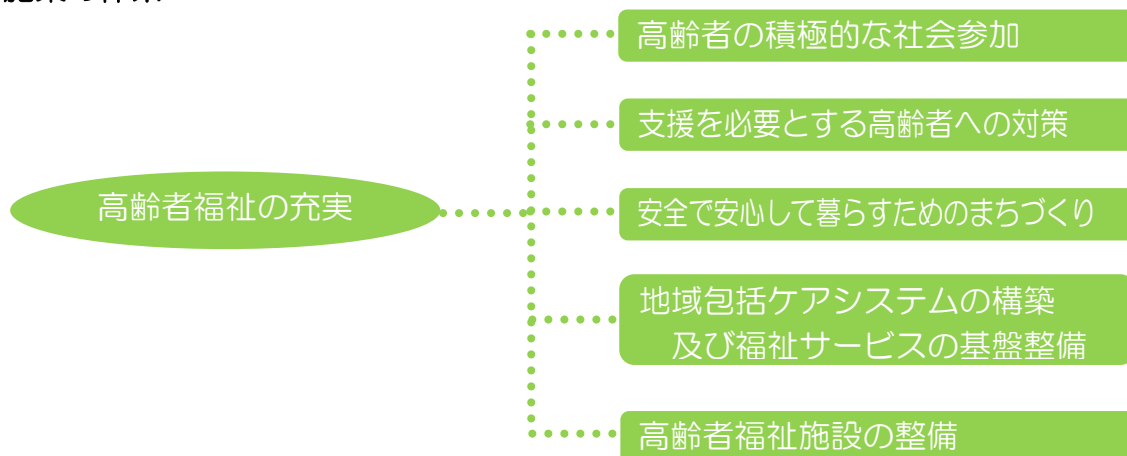 高齢者の積極的な社会参加
支援を必要とする高齢者への対策
高齢者福祉の充実
安全で安心して暮らすためのまちづくり
地域包括ケアシステムの構築
及び福祉サービスの基盤整備
高齢者福祉施設の整備